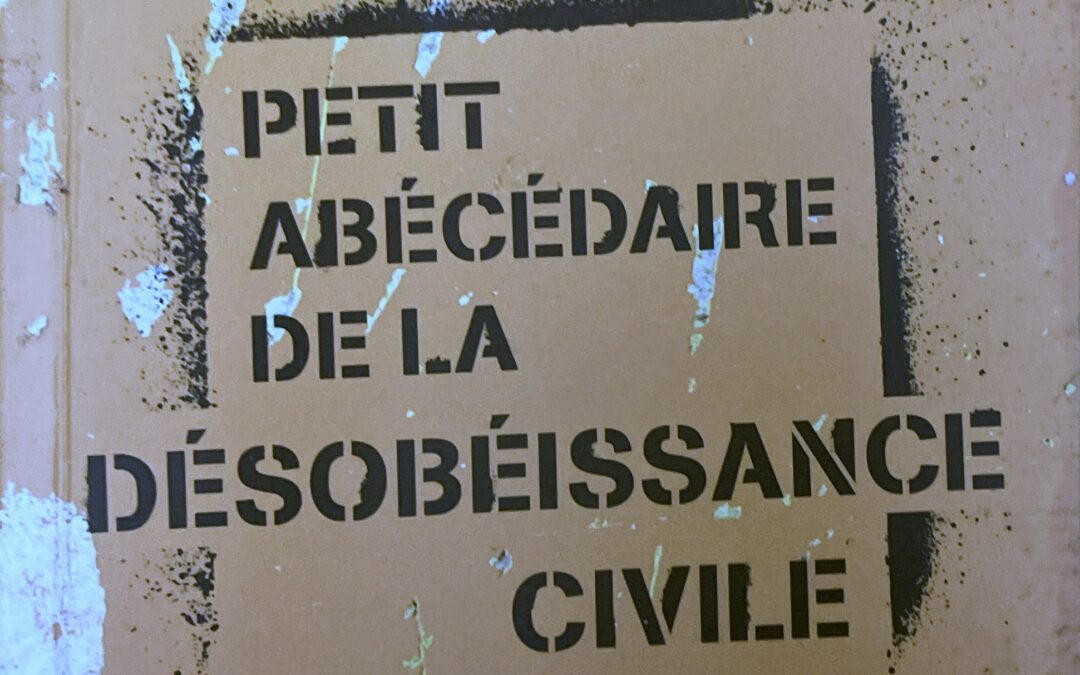 PETIT
ABÉCÉDAIRE
DE LA
DÉSOBÉISSANCE
CIVILE